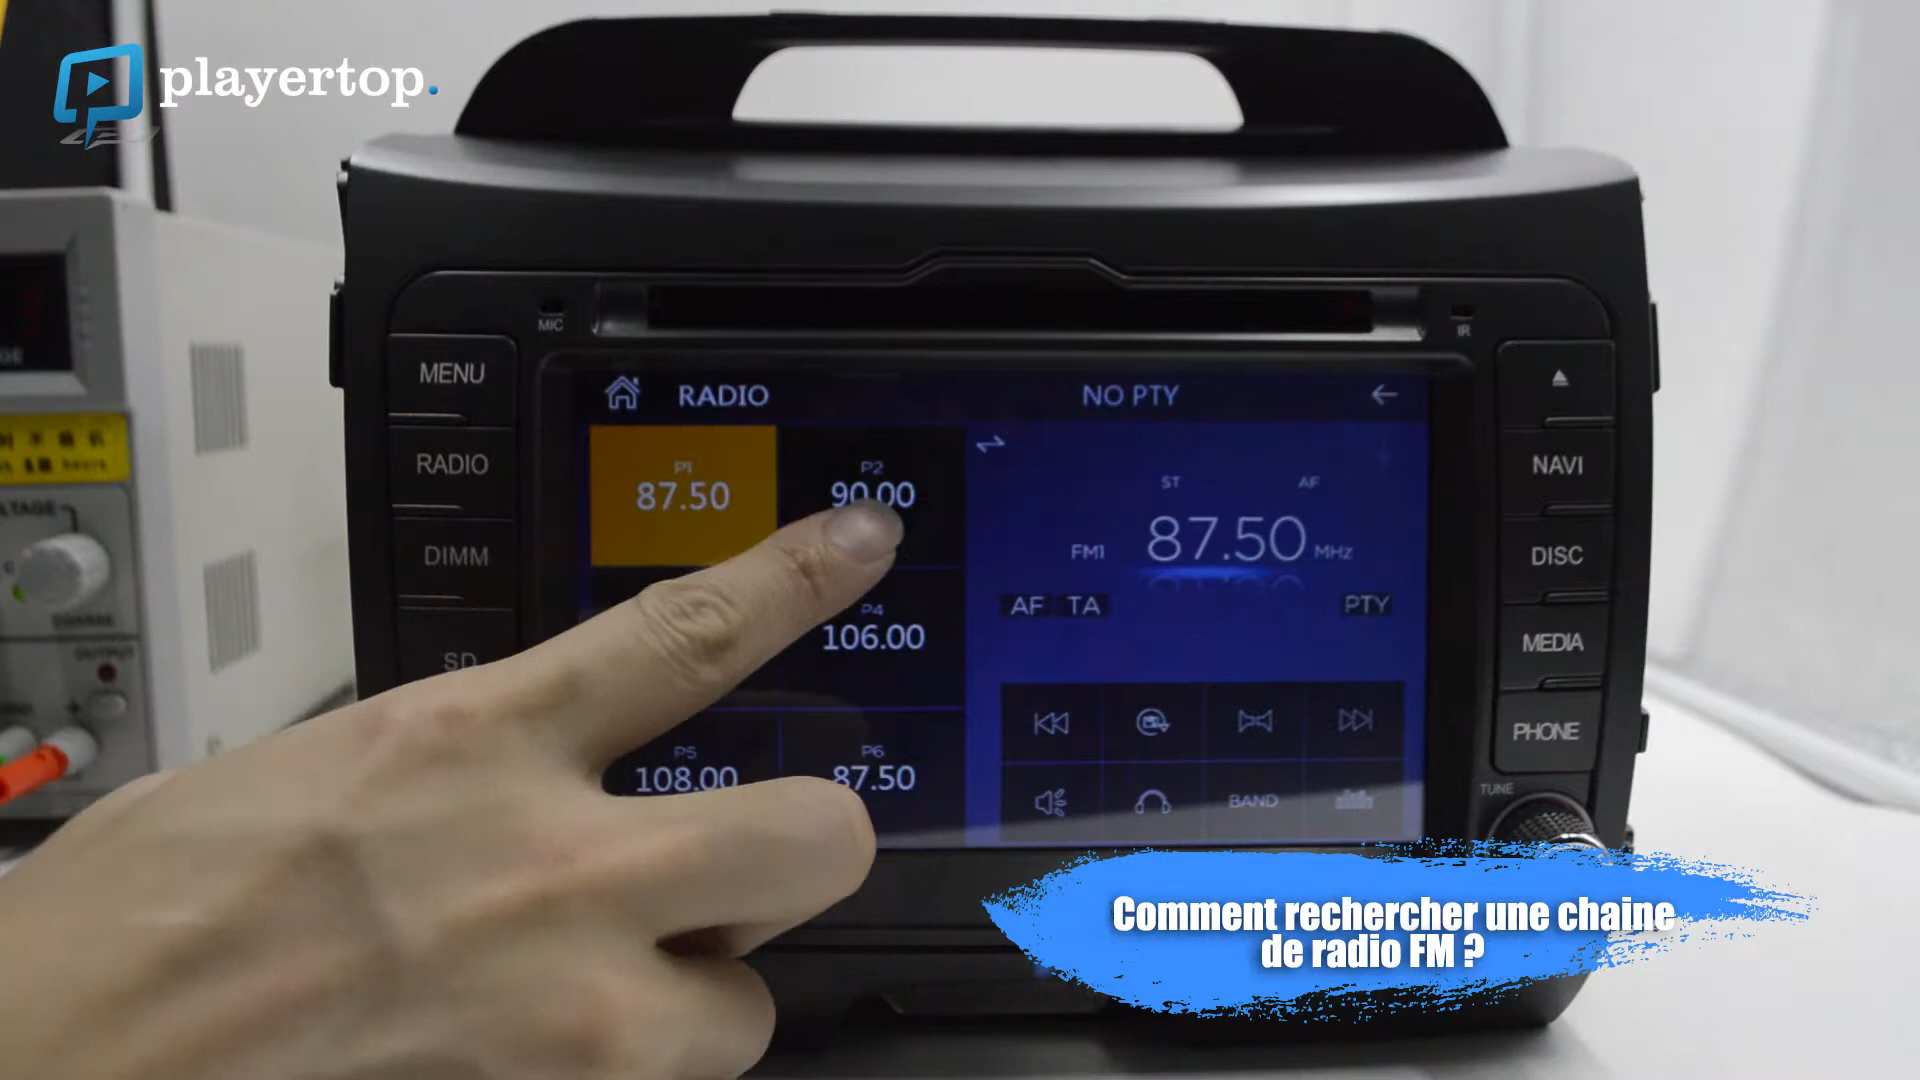 playertop.
MIC
IR
MENU
RADIO
DIMM
SD
RADIO
NO PTY
P1
87.50
P2
90.00
P4
106.00
P5
108.00
P6
87.50
ST
AF
FM1
87.50
MHz
AF
TA
PTY
BAND
NAVI
DISC
MEDIA
PHONE
TUNE
COARSE
OUTPUT
Comment rechercher une chaine
de radio FM ?